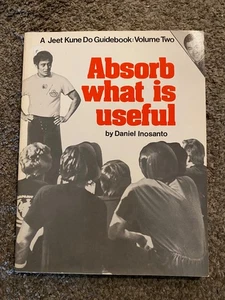 A Jeet Kune Do Guidebook: Volume Two
Absorb
what is
useful
by Daniel Inosanto